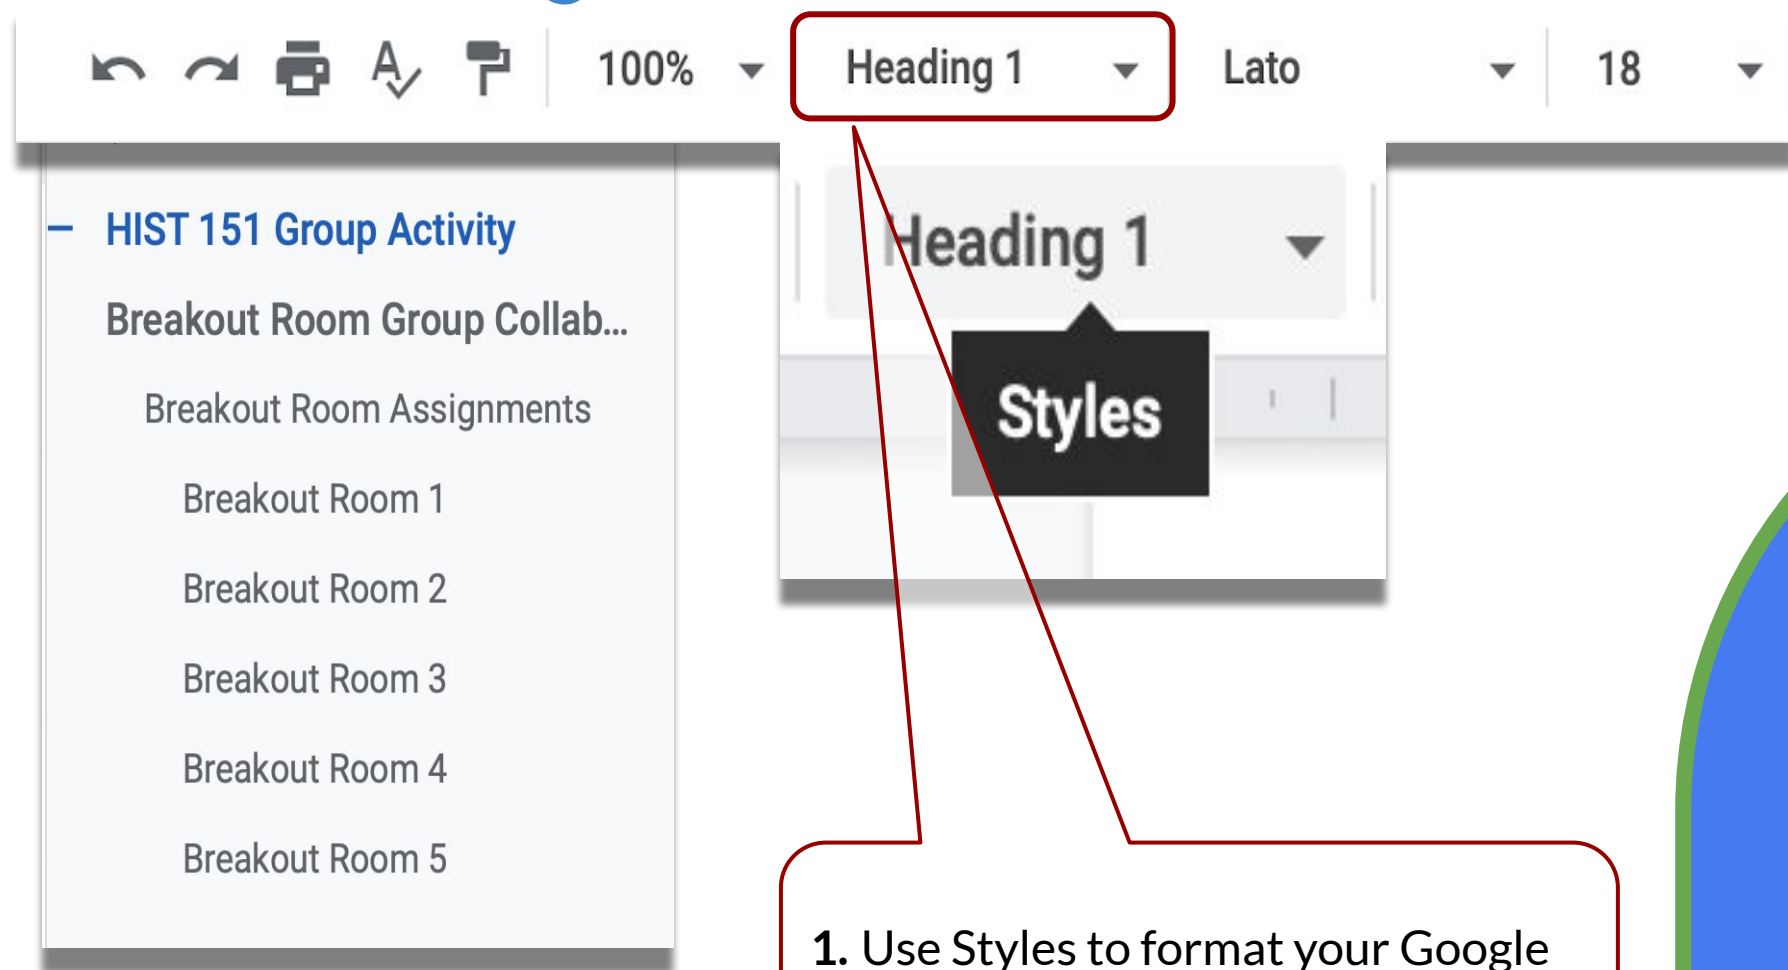 100%
Heading 1
Lato
18
HIST 151 Group Activity
Breakout Room Group Collab...
Breakout Room Assignments
Breakout Room 1
Breakout Room 2
Breakout Room 3
Breakout Room 4
Breakout Room 5
Heading 1
Styles
1. Use Styles to format your Google